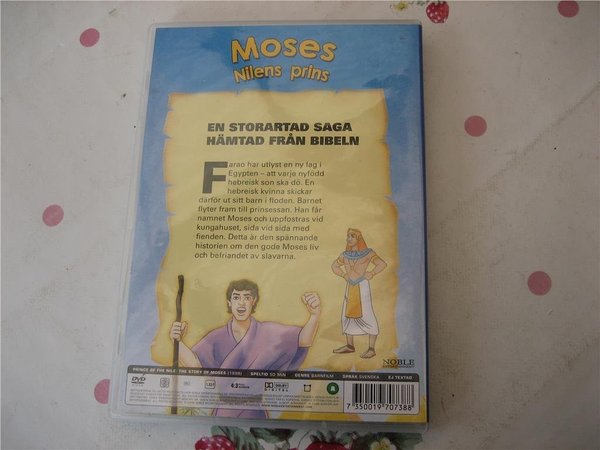 Moses
Nilens prins
EN STORARTAD SAGA
HÄMTAD FRÅN BIBELN
Farao har utlyst en ny lag i
Egypten – att varje nyfödd
hebreisk son ska dö. En
hebreisk kvinna skickar
därför ut sitt barn i floden. Barnet
flyter fram till prinsessan. Han får
namnet Moses och uppfostras vid
kungahuset, sida vid sida med
fienden. Detta är den spännande
historien om den gode Moses liv
och befriandet av slavarna.
NOBLE
PRINCE OF THE NILE: THE STORY OF MOSES (1998) SPELTID 50 MIN GENRE BARNFILM SPRÅK SVENSKA EJ TEXTAD
DVD 4:3 DOLBY DIGITAL
7 350019 707388